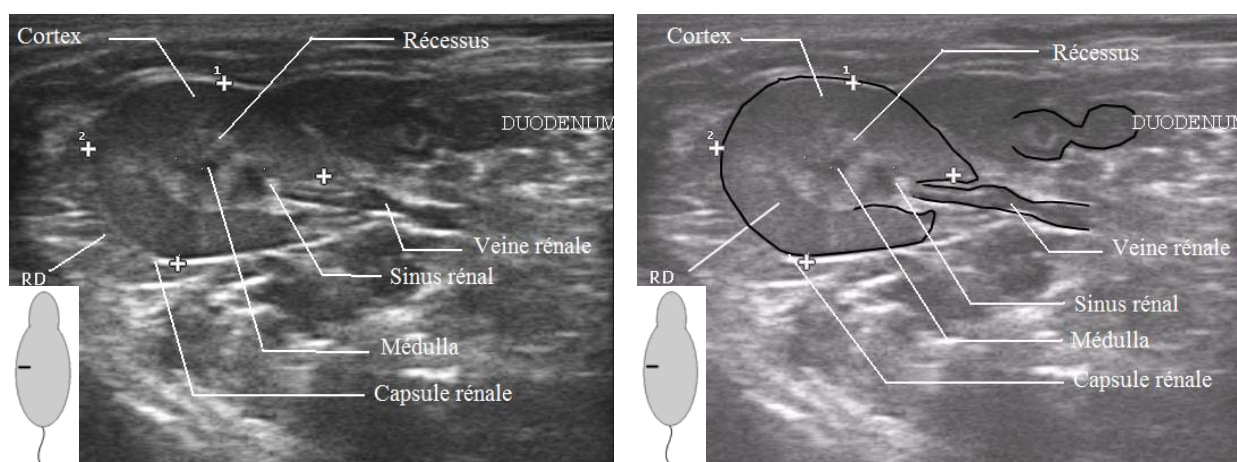 Cortex
Récessus
1
2
DUODENUM
Veine rénale
RD
Sinus rénal
Médulla
Capsule rénale
Cortex
Récessus
1
2
DUODENUM
Veine rénale
RD
Sinus rénal
Médulla
Capsule rénale